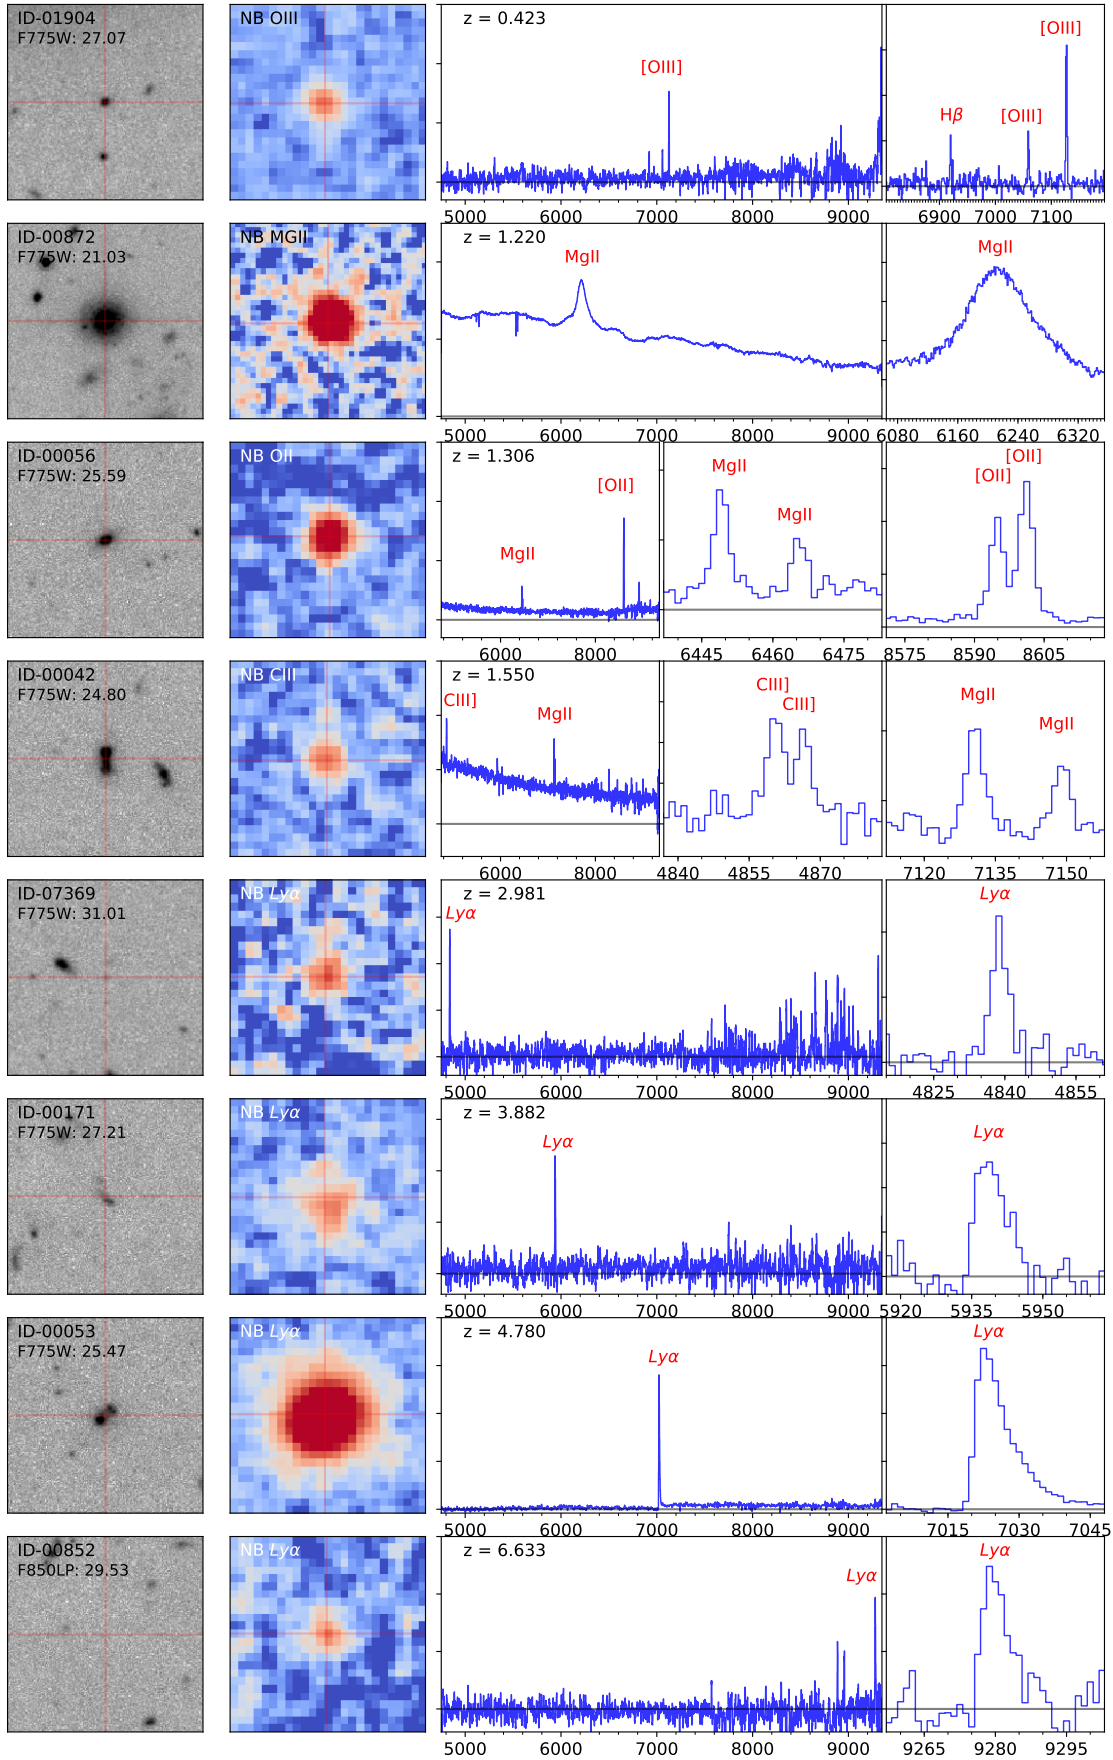 ID-01904
F775W: 27.07
NB OIII
z = 0.423
[OIII]
Hβ
[OIII]
[OIII]
5000 6000 7000 8000 9000
6900 7000 7100
ID-00872
F775W: 21.03
NB MGII
z = 1.220
MgII
MgII
5000 6000 7000 8000 9000
6080 6160 6240 6320
ID-00056
F775W: 25.59
NB OII
z = 1.306
MgII
[OII]
MgII
MgII
[OII]
[OII]
6000 8000
6445 6460 6475
8575 8590 8605
ID-00042
F775W: 24.80
NB CIII
z = 1.550
CIII]
MgII
CIII]
CIII]
MgII
MgII
6000 8000
4840 4855 4870
7120 7135 7150
ID-07369
F775W: 31.01
NB Lyα
z = 2.981
Lyα
Lyα
5000 6000 7000 8000 9000
4825 4840 4855
ID-00171
F775W: 27.21
NB Lyα
z = 3.882
Lyα
Lyα
5000 6000 7000 8000 9000
5920 5935 5950
ID-00053
F775W: 25.47
NB Lyα
z = 4.780
Lyα
Lyα
5000 6000 7000 8000 9000
7015 7030 7045
ID-00852
F850LP: 29.53
NB Lyα
z = 6.633
Lyα
Lyα
5000 6000 7000 8000 9000
9265 9280 9295